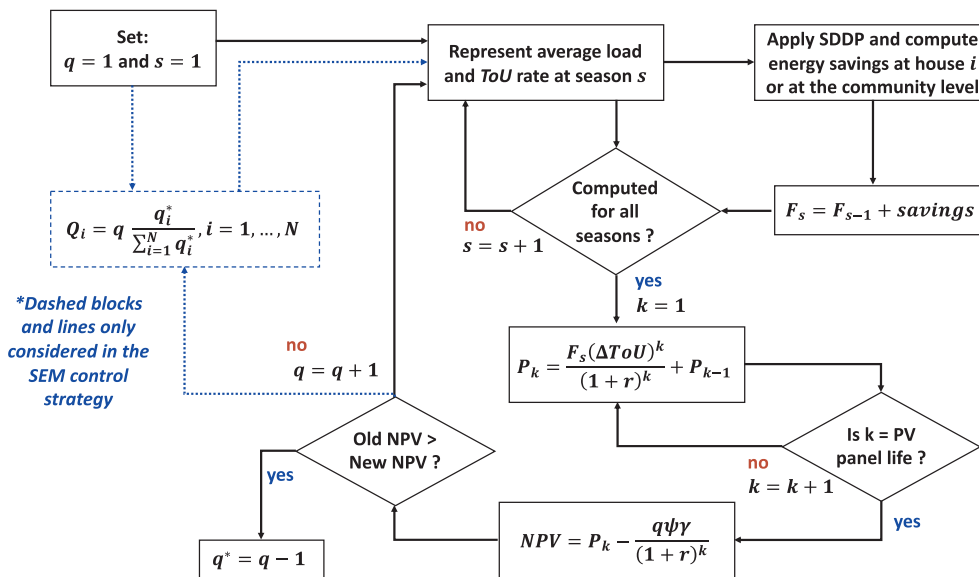 Set:
q = 1 and s = 1
Represent average load
and ToU rate at season s
Apply SDDP and compute
energy savings at house i
or at the community level
Q_i = q \frac{q_i^*}{\sum_{i=1}^{N} q_i^*}, i = 1, ..., N
Computed
for all
seasons ?
F_s = F_{s-1} + savings
no
s = s + 1
yes
k = 1
*Dashed blocks
and lines only
considered in the
SEM control
strategy
no
q = q + 1
P_k = \frac{F_s(ΔToU)^k}{(1 + r)^k} + P_{k-1}
Old NPV >
New NPV ?
Is k = PV
panel life ?
no
k = k + 1
yes
yes
NPV = P_k - \frac{qψγ}{(1 + r)^k}
q^* = q - 1